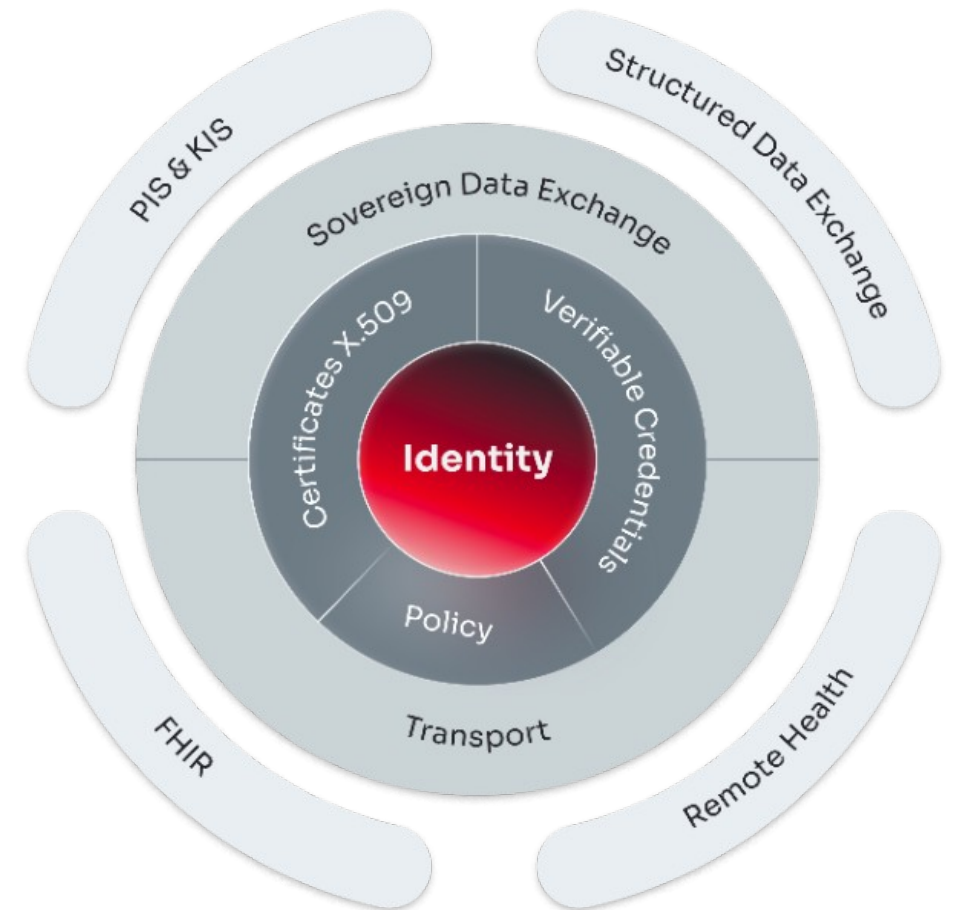 PIS & KIS
Structured Data Exchange
Sovereign Data Exchange
Certificates X.509
Verifiable Credentials
Identity
Policy
Transport
FHIR
Remote Health